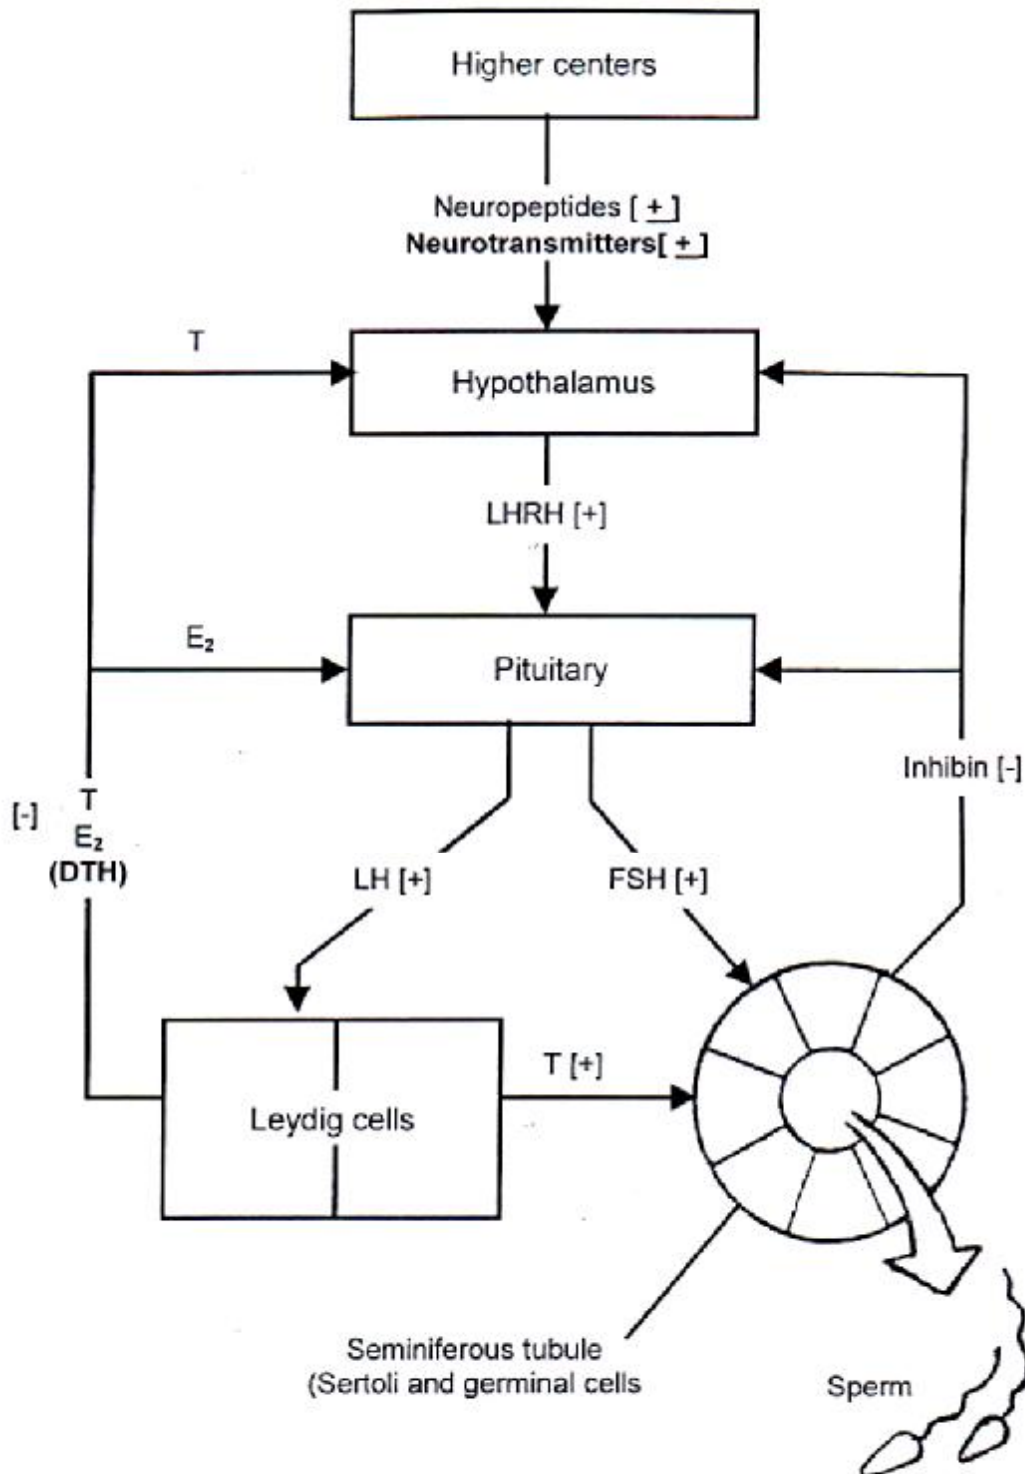 Higher centers
Neuropeptides [ + ]
Neurotransmitters[ + ]
T
Hypothalamus
LHRH [+]
E₂
Pituitary
Inhibin [-]
[-]
T
E₂
(DTH)
LH [+]
FSH [+]
T [+]
Leydig cells
Seminiferous tubule
(Sertoli and germinal cells
Sperm